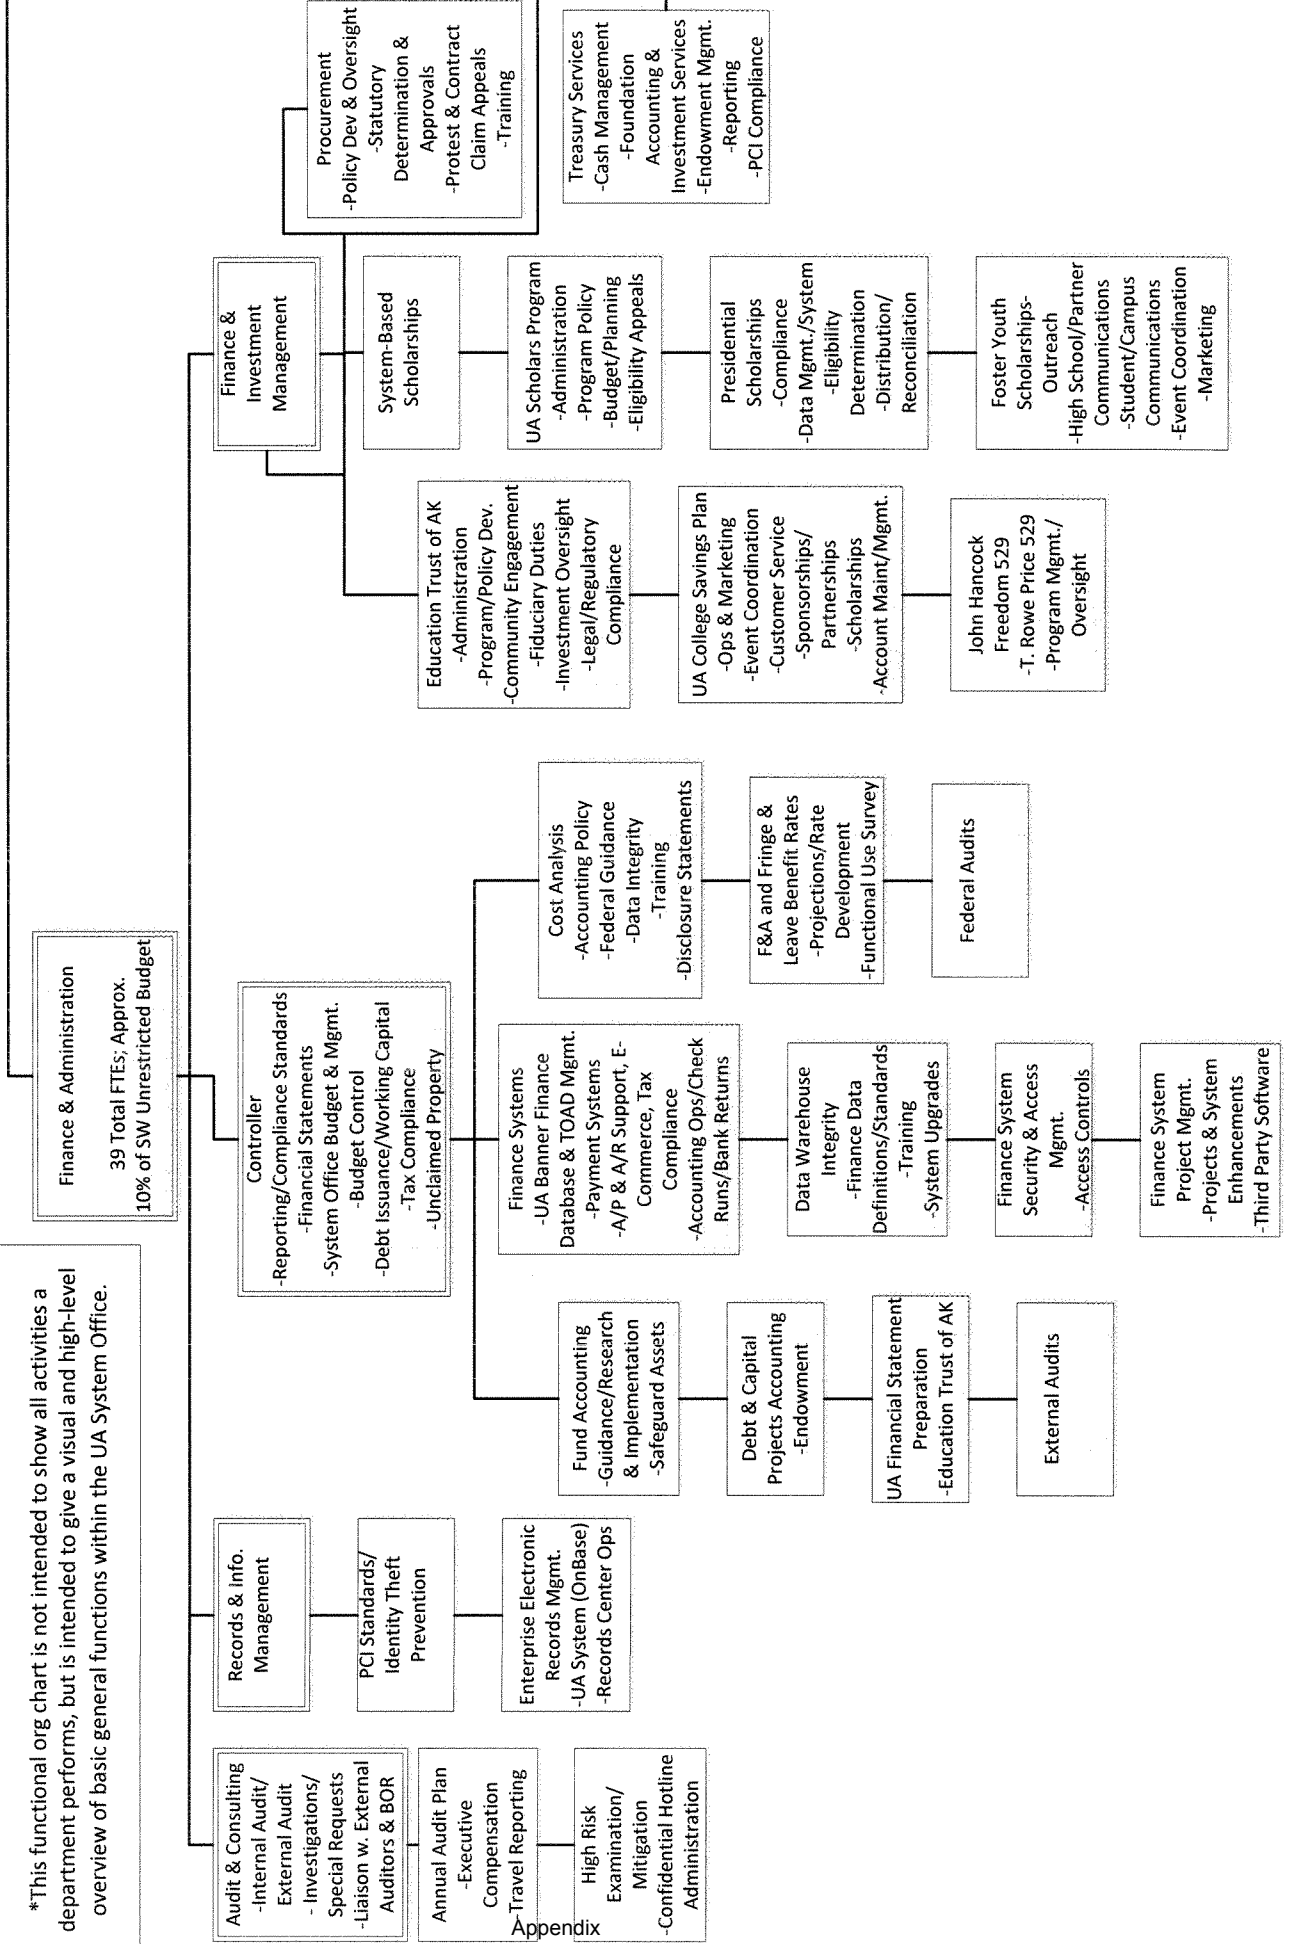 *This functional org chart is not intended to show all activities a
department performs, but is intended to give a visual and high-level
overview of basic general functions within the UA System Office.
Finance & Administration
39 Total FTEs; Approx.
10% of SW Unrestricted Budget
Audit & Consulting
-Internal Audit/
External Audit
- Investigations/
Special Requests
-Liaison w. External
Auditors & BOR
Annual Audit Plan
-Executive
Compensation
-Travel Reporting
High Risk
Examination/
Mitigation
-Confidential Hotline
Administration
Records & Info.
Management
PCI Standards/
Identity Theft
Prevention
Enterprise Electronic
Records Mgmt.
-UA System (OnBase)
-Records Center Ops
Controller
-Reporting/Compliance Standards
-Financial Statements
-System Office Budget & Mgmt.
-Budget Control
-Debt Issuance/Working Capital
-Tax Compliance
-Unclaimed Property
Fund Accounting
-Guidance/Research
& Implementation
-Safeguard Assets
Debt & Capital
Projects Accounting
-Endowment
UA Financial Statement
Preparation
-Education Trust of AK
External Audits
Finance Systems
-UA Banner Finance
Database & TOAD Mgmt.
-Payment Systems
-A/P & A/R Support, E-
Commerce, Tax
Compliance
-Accounting Ops/Check
Runs/Bank Returns
Data Warehouse
Integrity
-Finance Data
Definitions/Standards
-Training
-System Upgrades
Finance System
Security & Access
Mgmt.
-Access Controls
Finance System
Project Mgmt.
-Projects & System
Enhancements
-Third Party Software
Cost Analysis
-Accounting Policy
-Federal Guidance
-Data Integrity
-Training
-Disclosure Statements
F&A and Fringe &
Leave Benefit Rates
-Projections/Rate
Development
-Functional Use Survey
Federal Audits
Finance &
Investment
Management
Education Trust of AK
-Administration
-Program/Policy Dev.
-Community Engagement
-Fiduciary Duties
-Investment Oversight
-Legal/Regulatory
Compliance
UA College Savings Plan
-Ops & Marketing
-Event Coordination
-Customer Service
-Sponsorships/
Partnerships
-Scholarships
-Account Maint/Mgmt.
John Hancock
Freedom 529
-T. Rowe Price 529
-Program Mgmt./
Oversight
System-Based
Scholarships
UA Scholars Program
-Administration
-Program Policy
-Budget/Planning
-Eligibility Appeals
Presidential
Scholarships
-Compliance
-Data Mgmt./System
-Eligibility
Determination
-Distribution/
Reconciliation
Foster Youth
Scholarships-
Outreach
-High School/Partner
Communications
-Student/Campus
Communications
-Event Coordination
-Marketing
Procurement
-Policy Dev & Oversight
-Statutory
Determination &
Approvals
-Protest & Contract
Claim Appeals
-Training
Treasury Services
-Cash Management
-Foundation
Accounting &
Investment Services
-Endowment Mgmt.
-Reporting
-PCI Compliance
Appendix